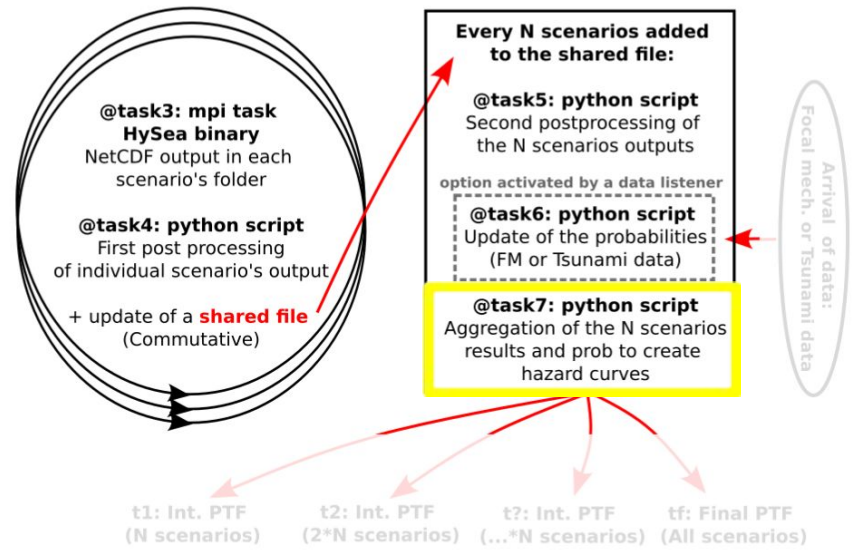 @task3: mpi task
HySea binary
NetCDF output in each
scenario's folder
@task4: python script
First post processing
of individual scenario's output
+ update of a shared file
(Commutative)
Every N scenarios added
to the shared file:
@task5: python script
Second postprocessing of
the N scenarios outputs
option activated by a data listener
@task6: python script
Update of the probabilities
(FM or Tsunami data)
@task7: python script
Aggregation of the N scenarios
results and prob to create
hazard curves
Arrival of data:
Focal mech. or Tsunami data
t1: Int. PTF
(N scenarios)
t2: Int. PTF
(2*N scenarios)
t?: Int. PTF
(...*N scenarios)
tf: Final PTF
(All scenarios)